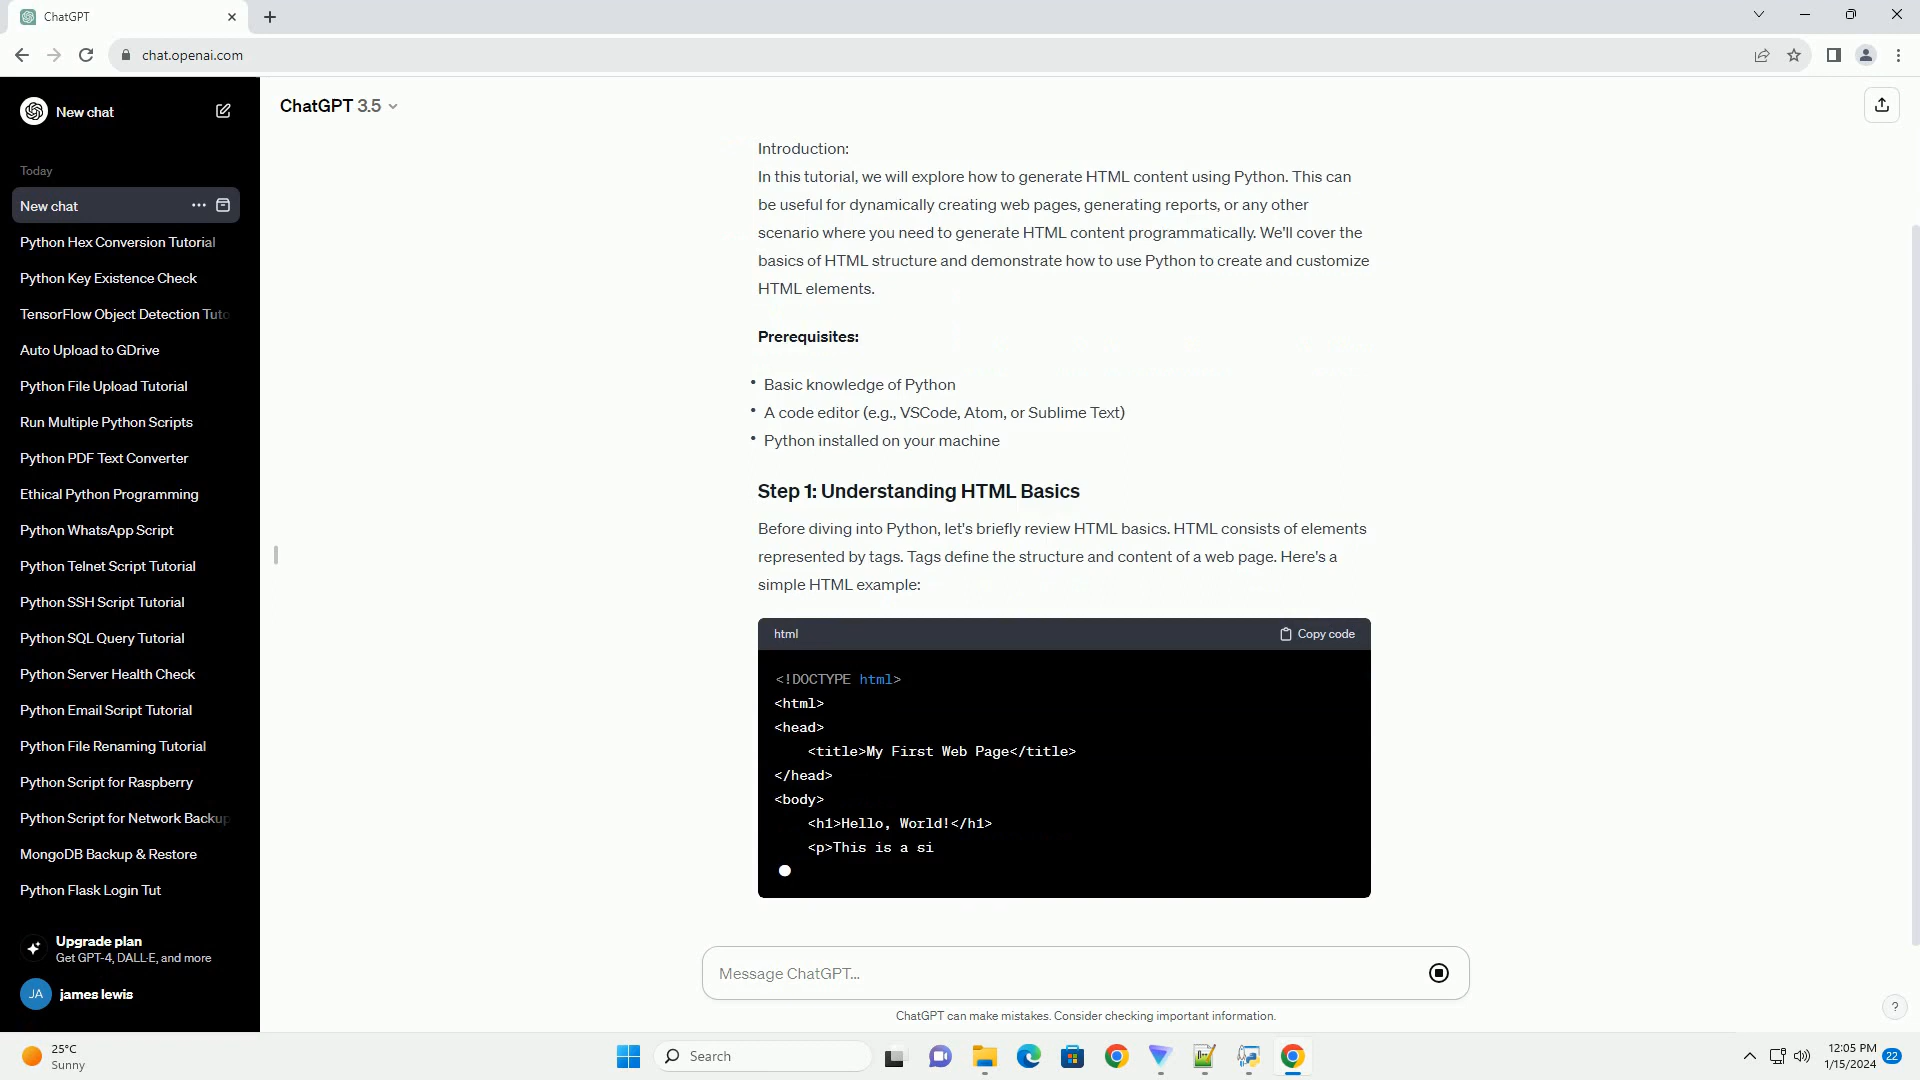 ChatGPT
chat.openai.com
New chat
ChatGPT 3.5
Today
New chat
Python Hex Conversion Tutorial
Python Key Existence Check
TensorFlow Object Detection Tuto
Auto Upload to GDrive
Python File Upload Tutorial
Run Multiple Python Scripts
Python PDF Text Converter
Ethical Python Programming
Python WhatsApp Script
Python Telnet Script Tutorial
Python SSH Script Tutorial
Python SQL Query Tutorial
Python Server Health Check
Python Email Script Tutorial
Python File Renaming Tutorial
Python Script for Raspberry
Python Script for Network Backup
MongoDB Backup & Restore
Python Flask Login Tut
Upgrade plan
Get GPT-4, DALL·E, and more
JA
james lewis
Introduction:
In this tutorial, we will explore how to generate HTML content using Python. This can
be useful for dynamically creating web pages, generating reports, or any other
scenario where you need to generate HTML content programmatically. We'll cover the
basics of HTML structure and demonstrate how to use Python to create and customize
HTML elements.
Prerequisites:
• Basic knowledge of Python
• A code editor (e.g., VSCode, Atom, or Sublime Text)
• Python installed on your machine
Step 1: Understanding HTML Basics
Before diving into Python, let's briefly review HTML basics. HTML consists of elements
represented by tags. Tags define the structure and content of a web page. Here's a
simple HTML example:
html
Copy code
<!DOCTYPE html>
<html>
<head>
    <title>My First Web Page</title>
</head>
<body>
    <h1>Hello, World!</h1>
    <p>This is a si
Message ChatGPT...
ChatGPT can make mistakes. Consider checking important information.
?
25°C
Sunny
Search
12:05 PM
1/15/2024
22